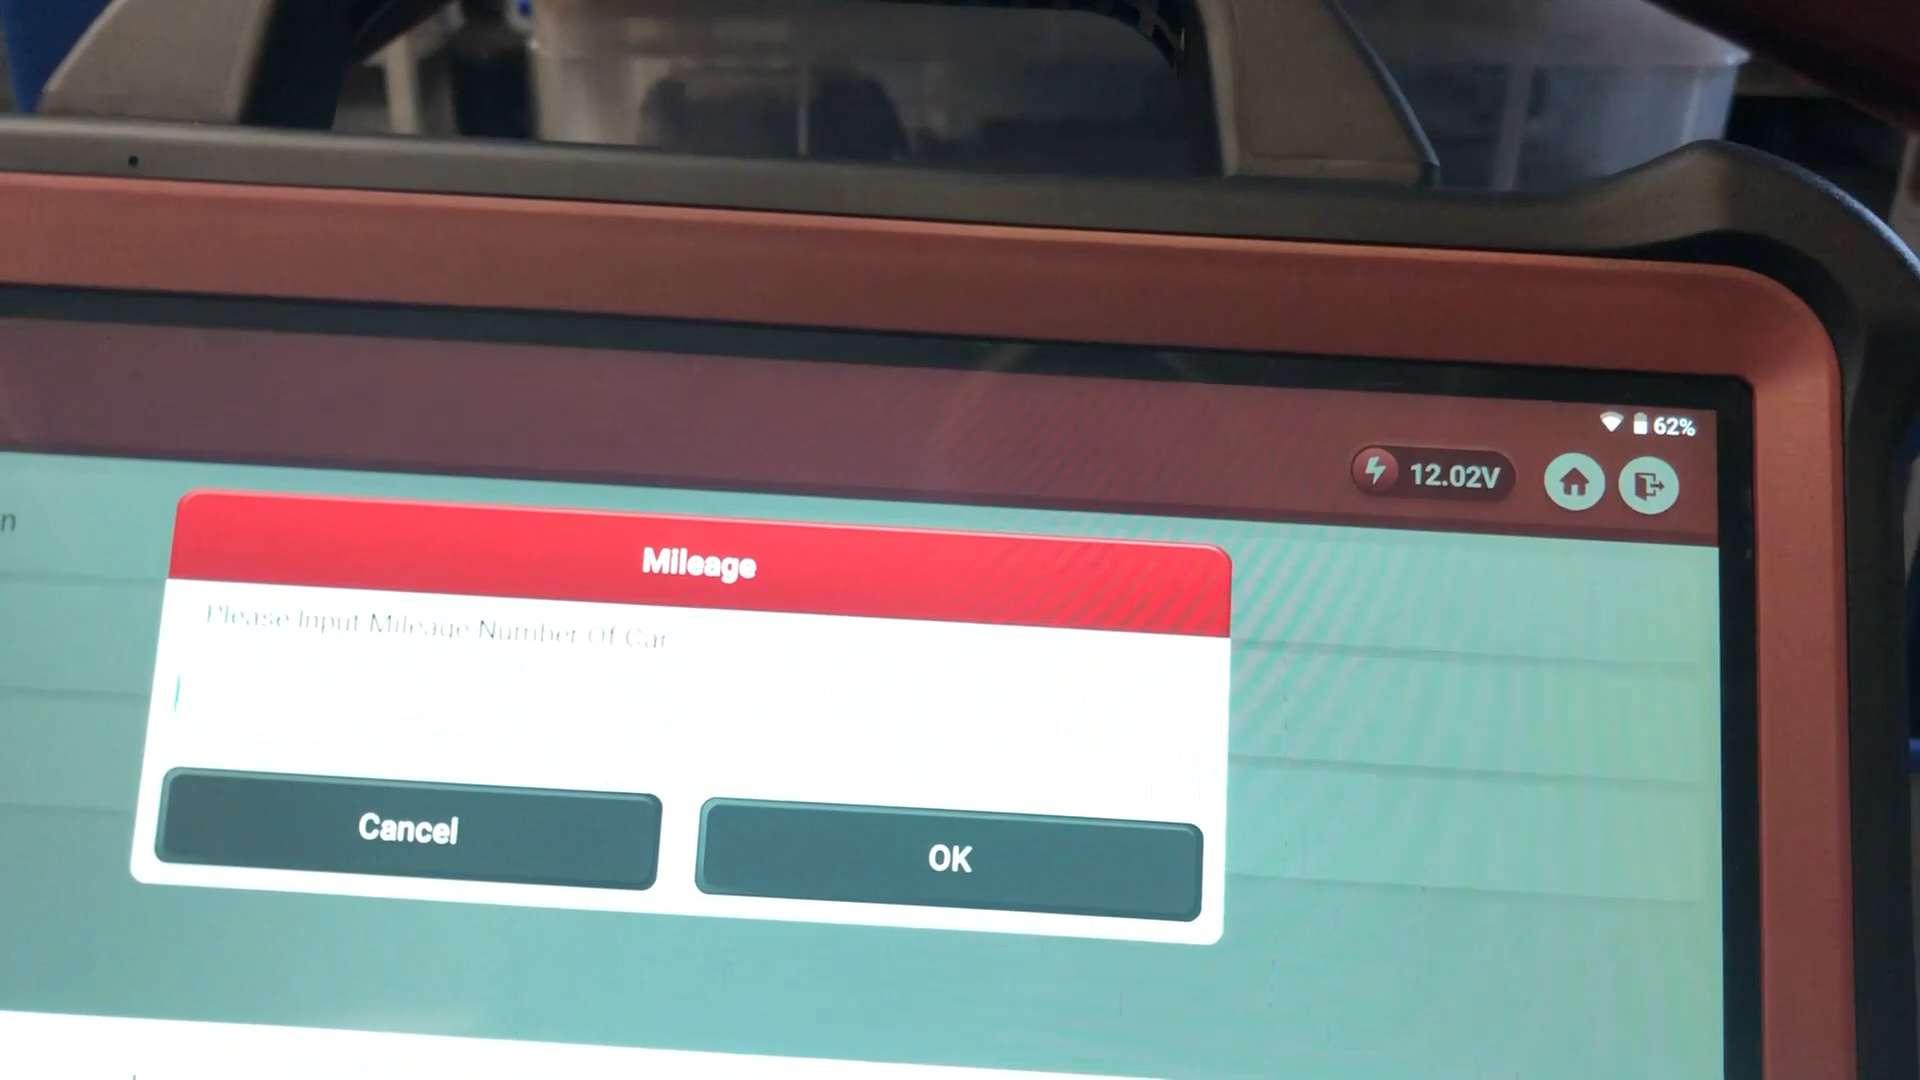 62%
12.02V
n
Mileage
Please Input Mileage Number Of Car
Cancel
OK